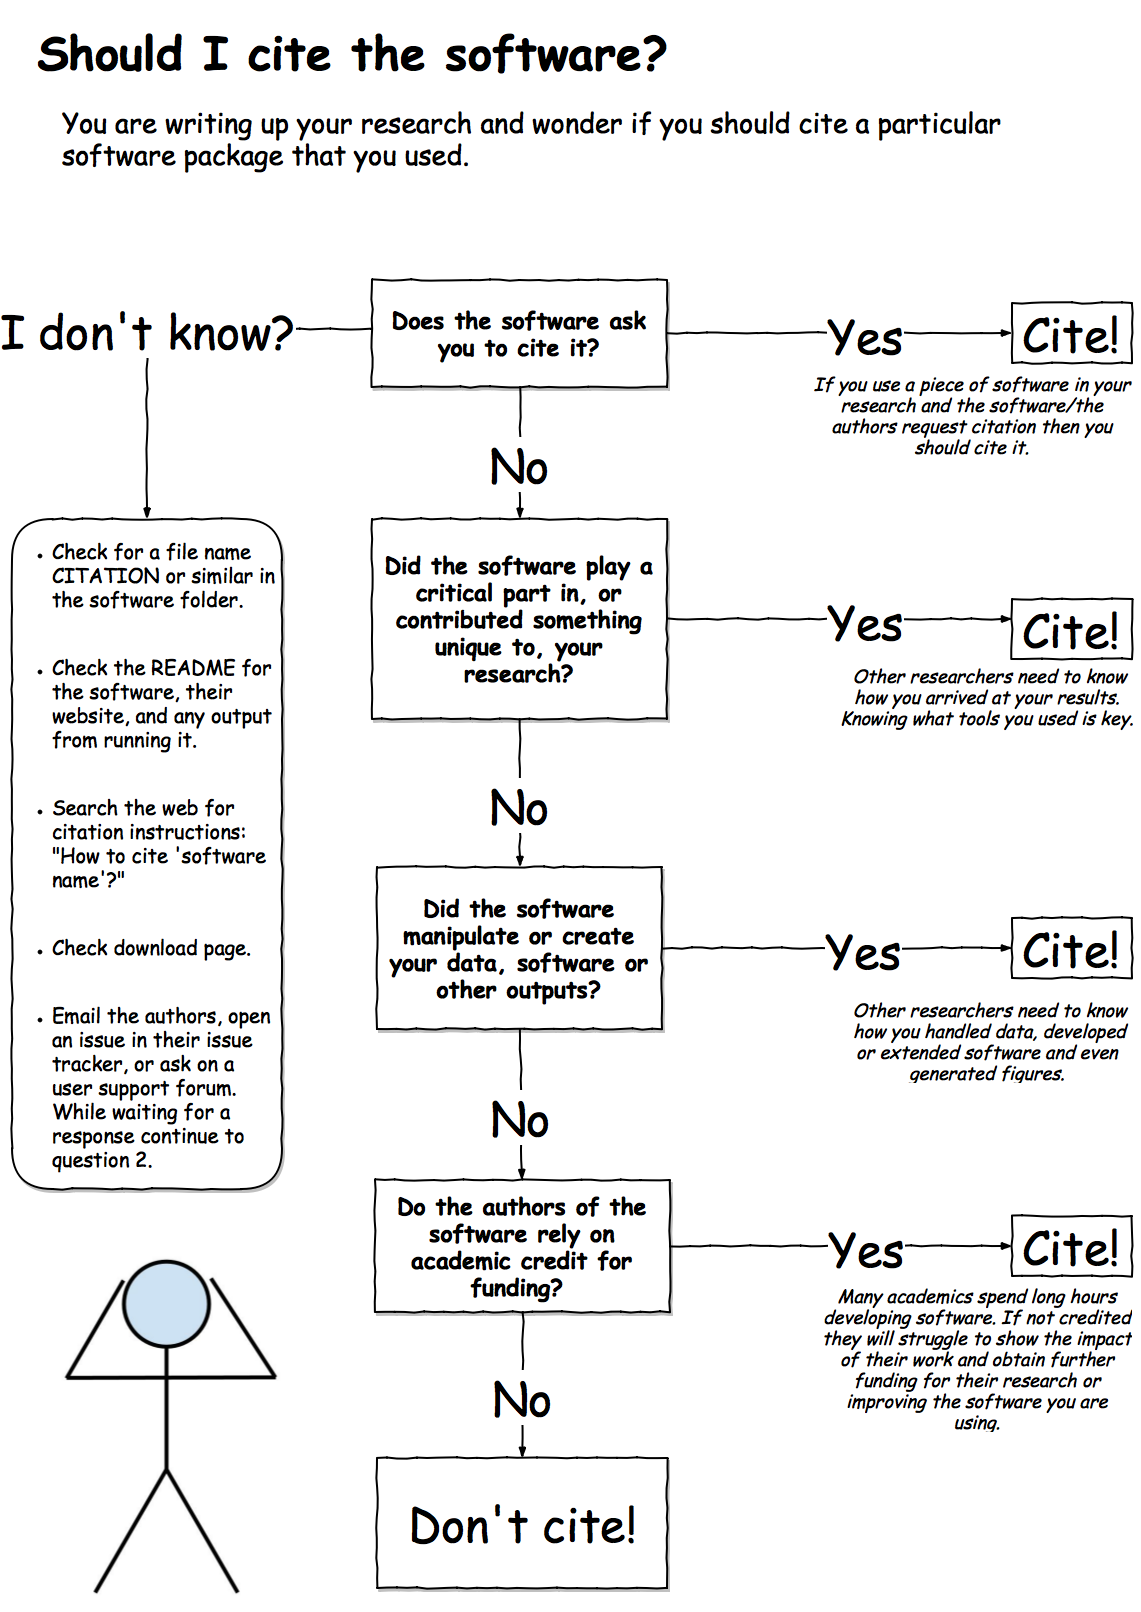 Should I cite the software?
You are writing up your research and wonder if you should cite a particular
software package that you used.
I don't know?
Does the software ask
you to cite it?
Yes
Cite!
If you use a piece of software in your
research and the software/the
authors request citation then you
should cite it.
No
• Check for a file name
CITATION or similar in
the software folder.
• Check the README for
the software, their
website, and any output
from running it.
• Search the web for
citation instructions:
"How to cite 'software
name'?"
• Check download page.
• Email the authors, open
an issue in their issue
tracker, or ask on a
user support forum.
While waiting for a
response continue to
question 2.
Did the software play a
critical part in, or
contributed something
unique to, your
research?
Yes
Cite!
Other researchers need to know
how you arrived at your results.
Knowing what tools you used is key.
No
Did the software
manipulate or create
your data, software or
other outputs?
Yes
Cite!
Other researchers need to know
how you handled data, developed
or extended software and even
generated figures.
No
Do the authors of the
software rely on
academic credit for
funding?
Yes
Cite!
Many academics spend long hours
developing software. If not credited
they will struggle to show the impact
of their work and obtain further
funding for their research or
improving the software you are
using.
No
Don't cite!